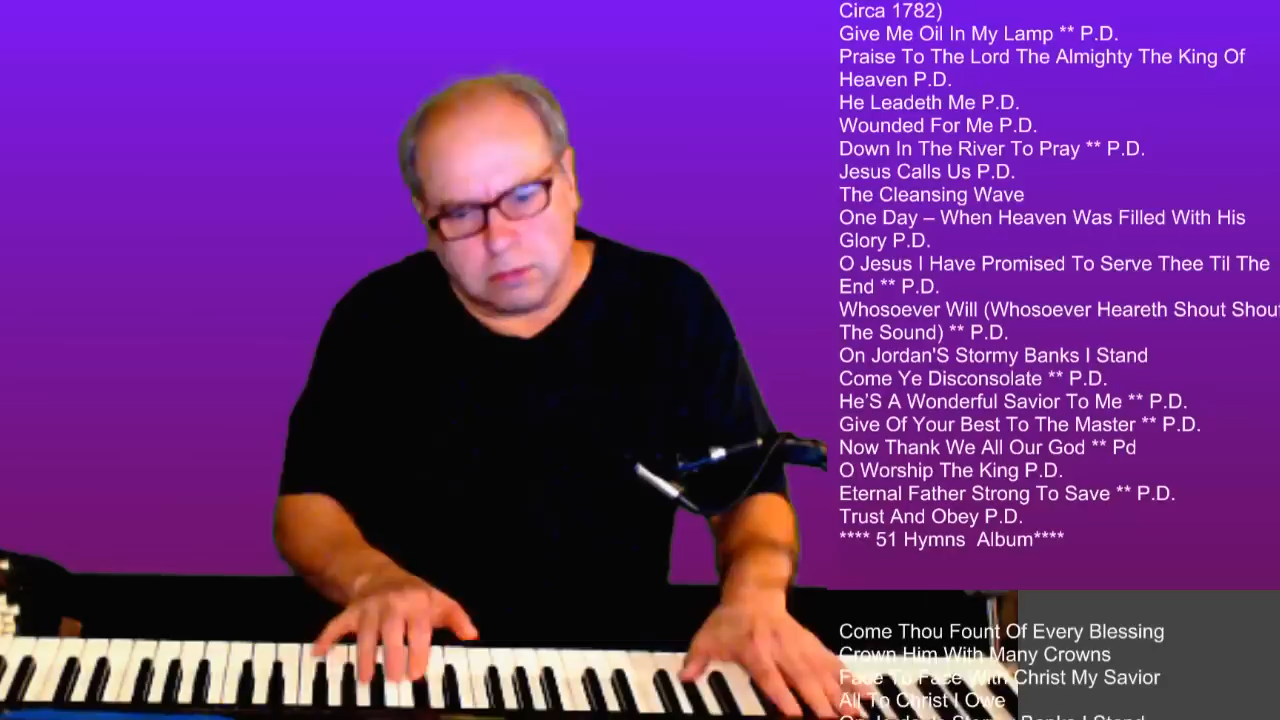 Circa 1782)
Give Me Oil In My Lamp ** P.D.
Praise To The Lord The Almighty The King Of
Heaven P.D.
He Leadeth Me P.D.
Wounded For Me P.D.
Down In The River To Pray ** P.D.
Jesus Calls Us P.D.
The Cleansing Wave
One Day – When Heaven Was Filled With His
Glory P.D.
O Jesus I Have Promised To Serve Thee Til The
End ** P.D.
Whosoever Will (Whosoever Heareth Shout Shout
The Sound) ** P.D.
On Jordan'S Stormy Banks I Stand
Come Ye Disconsolate ** P.D.
He’S A Wonderful Savior To Me ** P.D.
Give Of Your Best To The Master ** P.D.
Now Thank We All Our God ** Pd
O Worship The King P.D.
Eternal Father Strong To Save ** P.D.
Trust And Obey P.D.
**** 51 Hymns  Album****
Come Thou Fount Of Every Blessing
Crown Him With Many Crowns
Face To Face With Christ My Savior
All To Christ I Owe
On Jordan's Stormy Banks I Stand